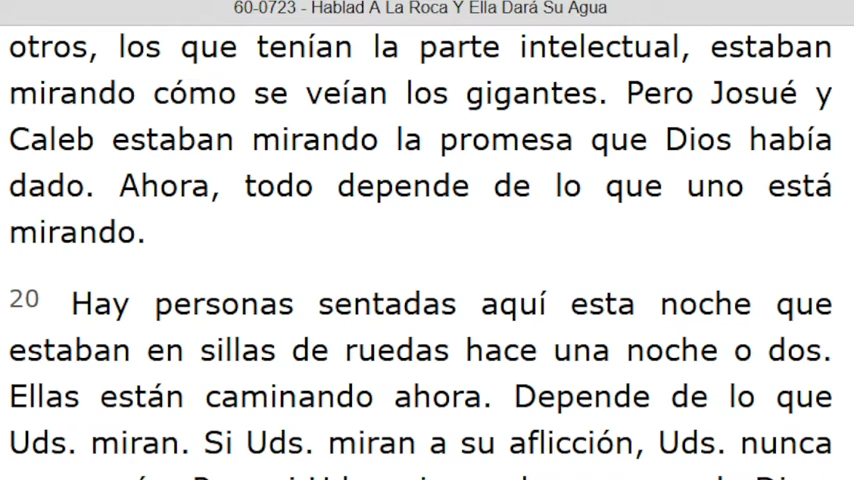 60-0723 - Hablad A La Roca Y Ella Dará Su Agua
otros, los que tenían la parte intelectual, estaban
mirando cómo se veían los gigantes. Pero Josué y
Caleb estaban mirando la promesa que Dios había
dado. Ahora, todo depende de lo que uno está
mirando.
20 Hay personas sentadas aquí esta noche que
estaban en sillas de ruedas hace una noche o dos.
Ellas están caminando ahora. Depende de lo que
Uds. miran. Si Uds. miran a su aflicción, Uds. nunca